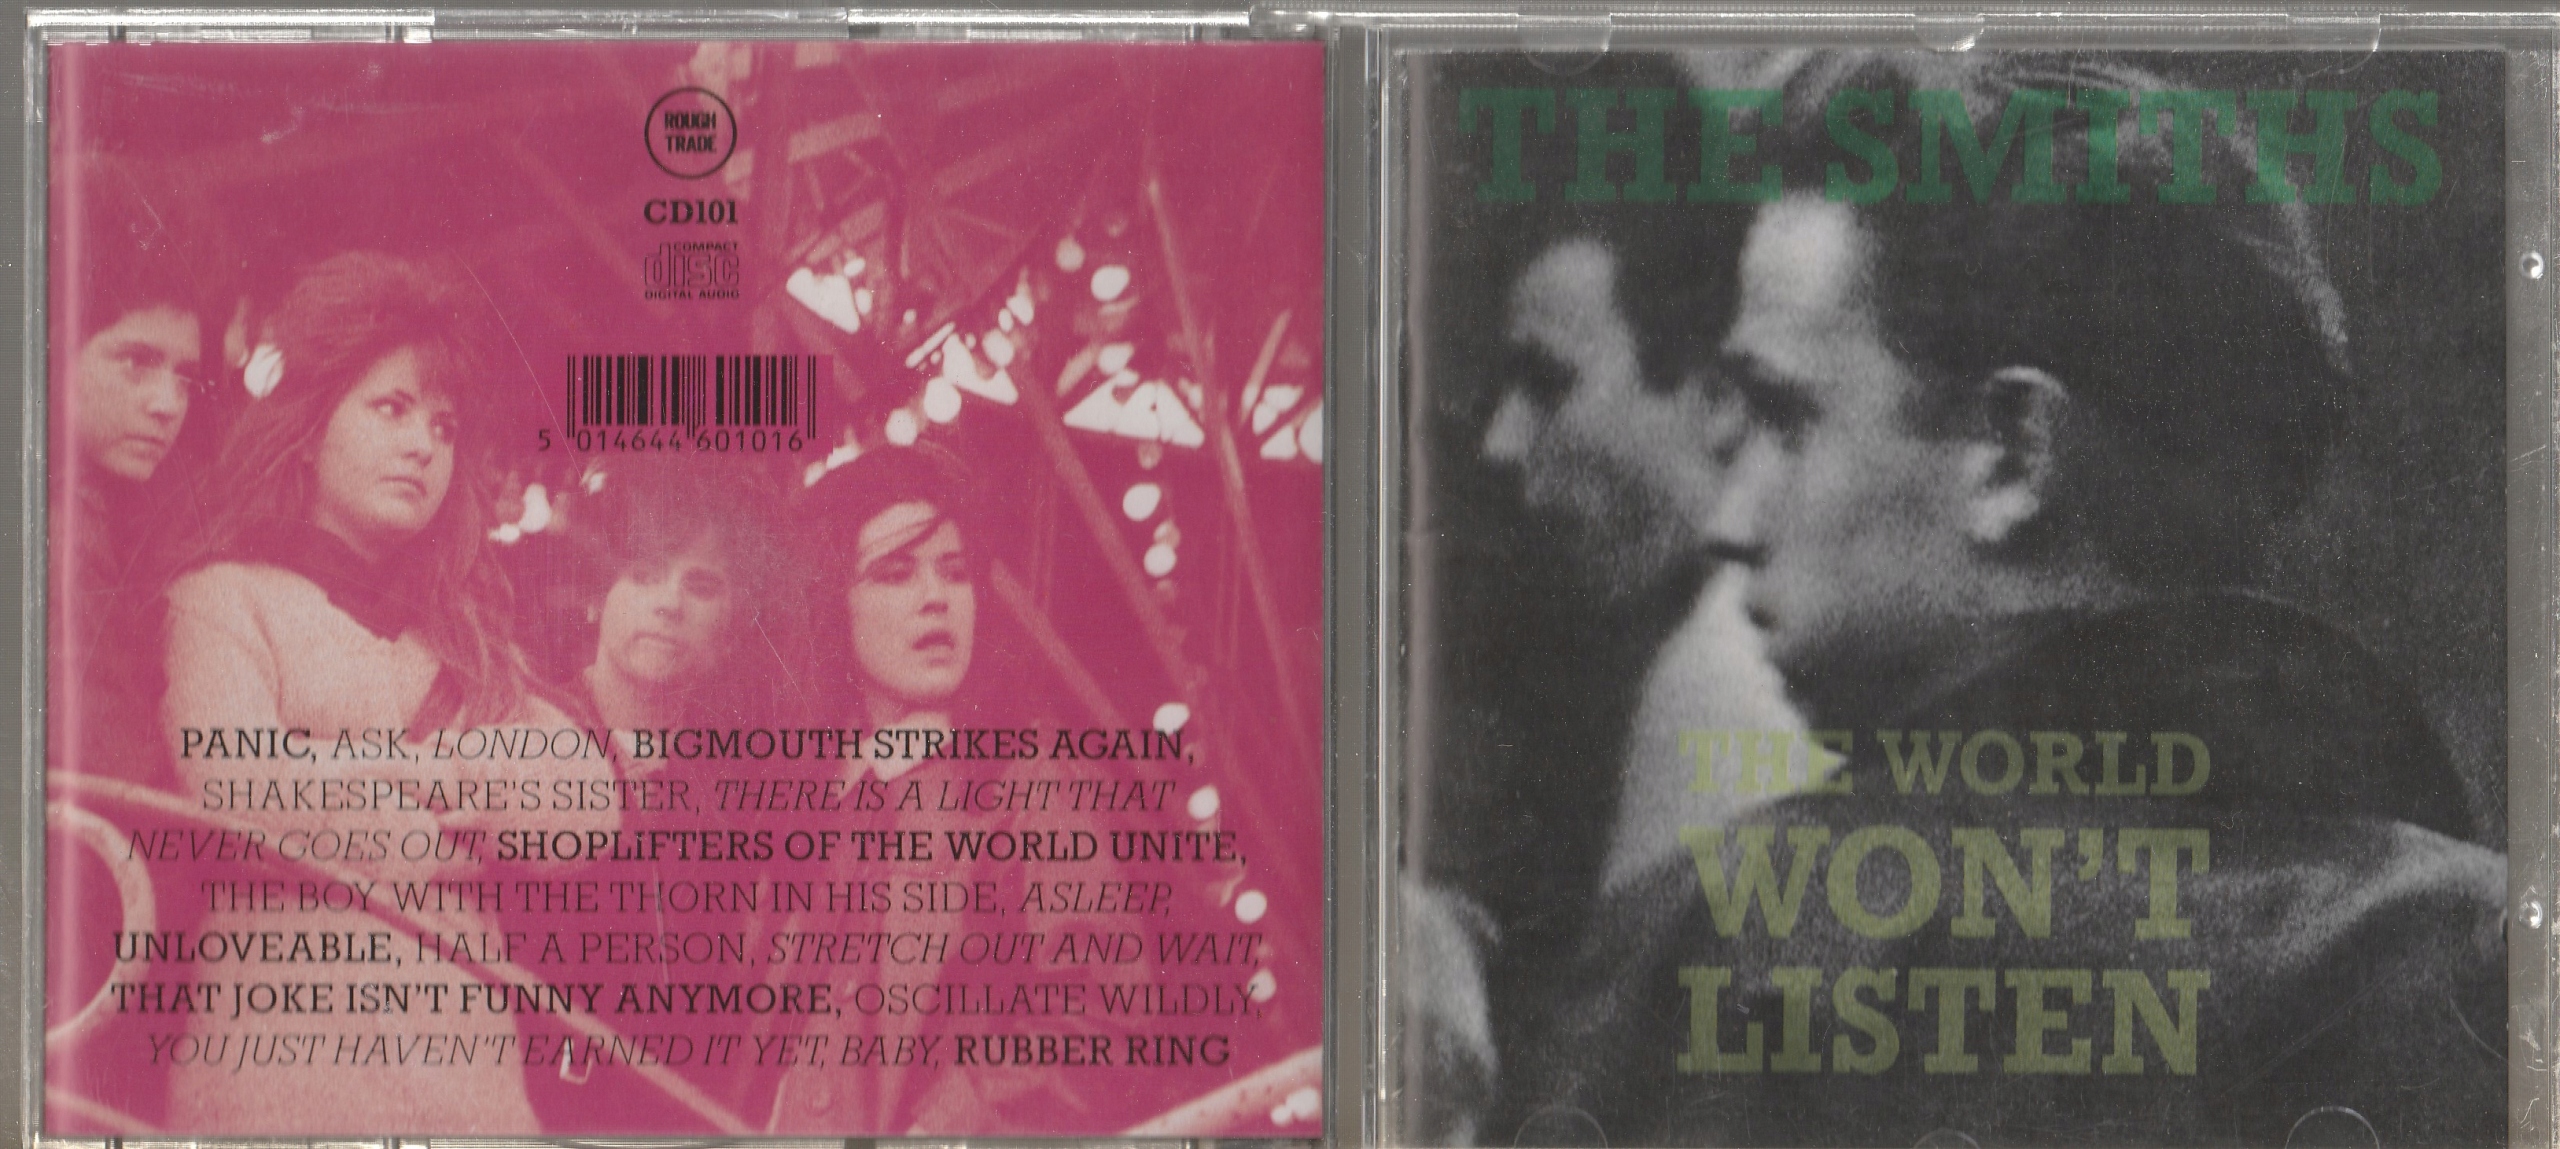 ROUGH
TRADE
CD101
COMPACT
disc
DIGITAL AUDIO
5 014644 601016
PANIC, ASK, LONDON, BIGMOUTH STRIKES AGAIN,
SHAKESPEARE'S SISTER, THERE IS A LIGHT THAT
NEVER GOES OUT, SHOPLIFTERS OF THE WORLD UNITE,
THE BOY WITH THE THORN IN HIS SIDE, ASLEEP,
UNLOVEABLE, HALF A PERSON, STRETCH OUT AND WAIT,
THAT JOKE ISN'T FUNNY ANYMORE, OSCILLATE WILDLY,
YOU JUST HAVEN'T EARNED IT YET, BABY, RUBBER RING
THE SMITHS
THE WORLD
WON'T
LISTEN